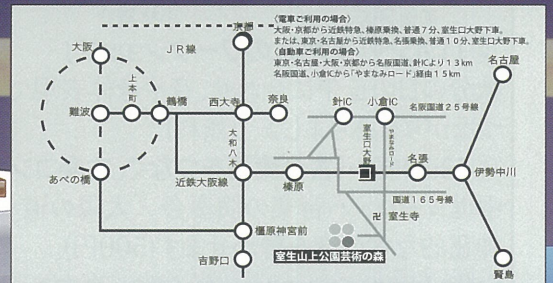 〈電車ご利用の場合〉
大阪・京都から近鉄特急、榛原乗換、普通7分、室生口大野下車。
または、東京・名古屋から近鉄特急、名張乗換、普通10分、室生口大野下車。
〈自動車ご利用の場合〉
東京・名古屋・大阪・京都から名阪国道、針ICより13km
名阪国道、小倉ICから「やまなみロード」経由15km
京都
大阪
JR線
名古屋
上本町
鶴橋
難波
西大寺
奈良
針IC
小倉IC
名阪国道25号線
大和八木
室生口大野
やまなみロード
あべの橋
近鉄大阪線
榛原
名張
伊勢中川
国道165号線
卍 室生寺
橿原神宮前
吉野口
室生山上公園芸術の森
賢島